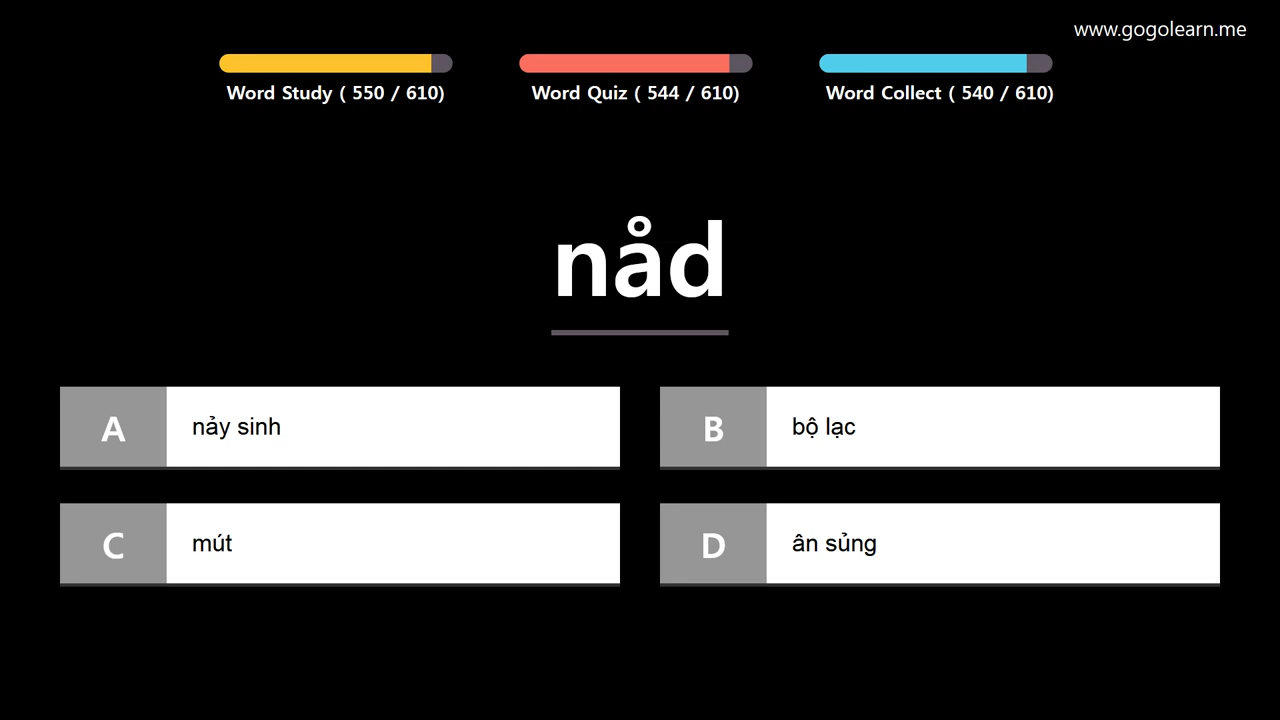 www.gogolearn.me
Word Study ( 550 / 610)
Word Quiz ( 544 / 610)
Word Collect ( 540 / 610)
nåd
A nảy sinh
B bộ lạc
C mút
D ân sủng